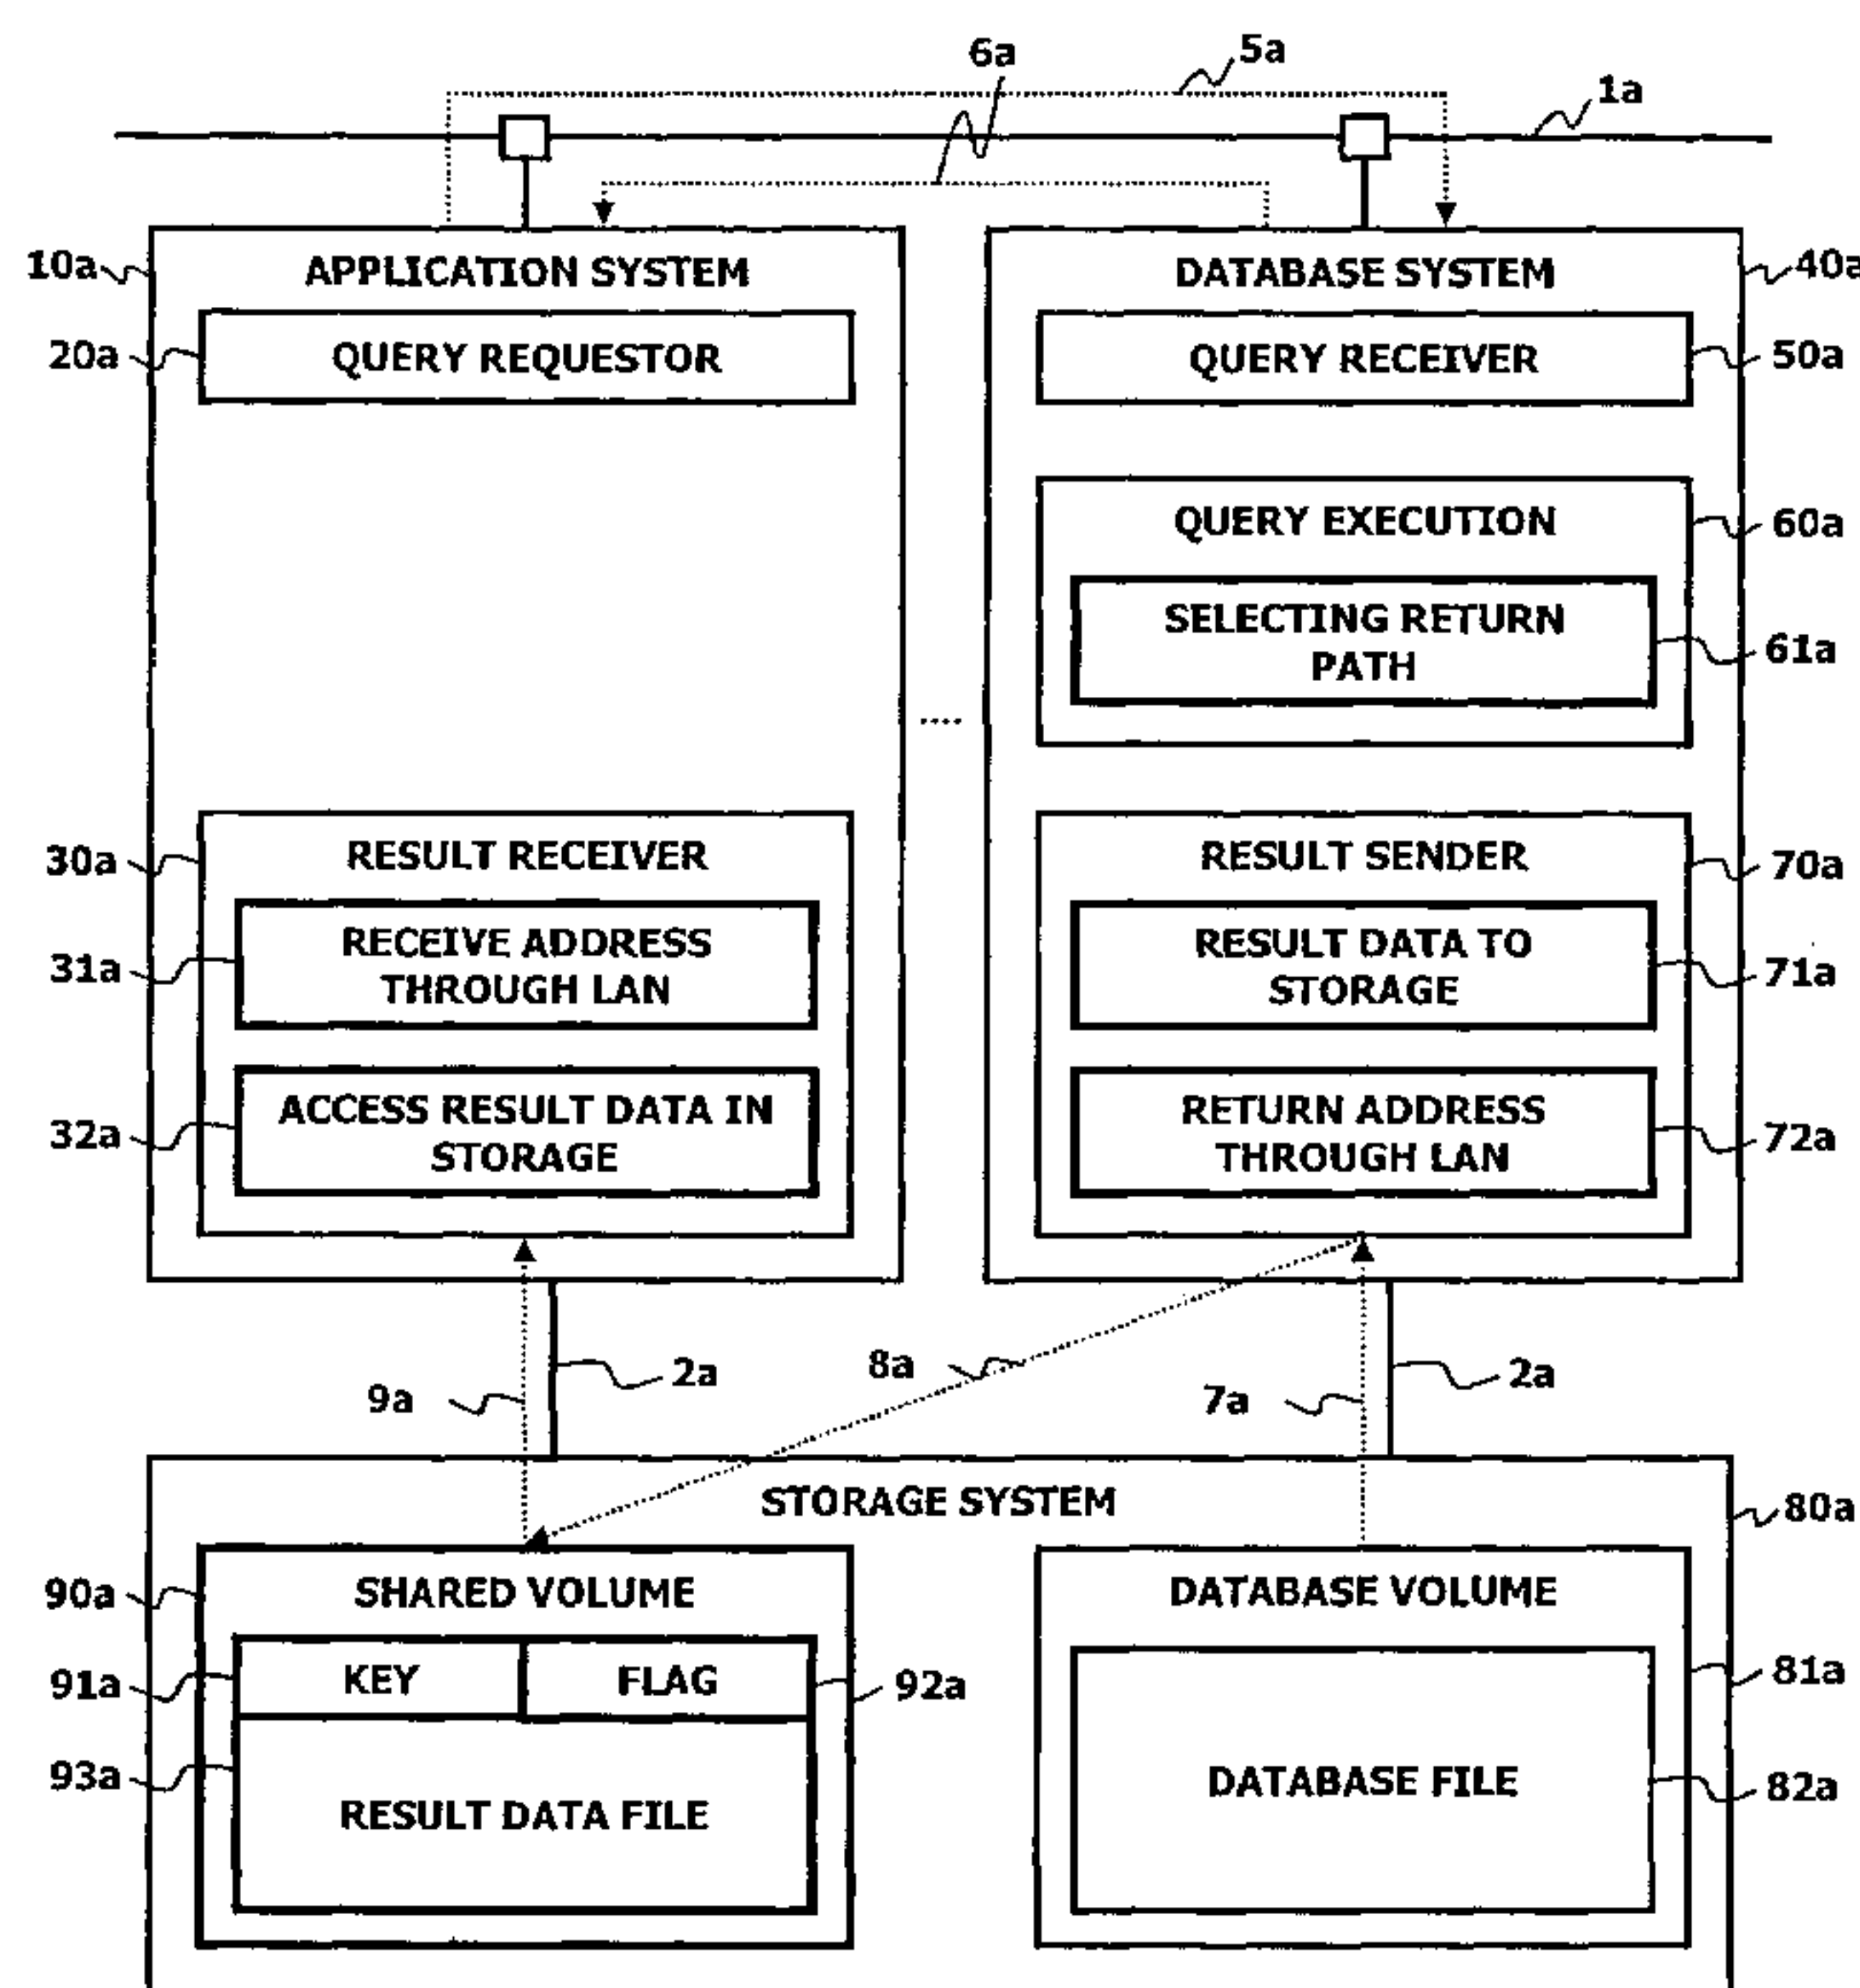 6a
5a
1a
10a
APPLICATION SYSTEM
DATABASE SYSTEM
40a
20a
QUERY REQUESTOR
QUERY RECEIVER
50a
QUERY EXECUTION
60a
SELECTING RETURN
PATH
61a
30a
RESULT RECEIVER
RESULT SENDER
70a
31a
RECEIVE ADDRESS
THROUGH LAN
RESULT DATA TO
STORAGE
71a
32a
ACCESS RESULT DATA IN
STORAGE
RETURN ADDRESS
THROUGH LAN
72a
9a
2a
8a
7a
2a
STORAGE SYSTEM
80a
90a
SHARED VOLUME
DATABASE VOLUME
91a
KEY
FLAG
92a
81a
93a
RESULT DATA FILE
DATABASE FILE
82a